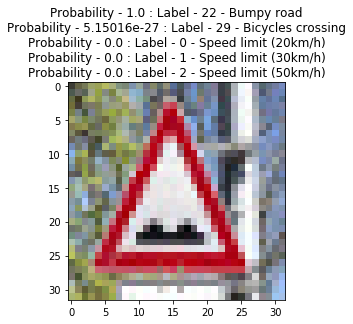 Probability - 1.0 : Label - 22 - Bumpy road
Probability - 5.15016e-27 : Label - 29 - Bicycles crossing
Probability - 0.0 : Label - 0 - Speed limit (20km/h)
Probability - 0.0 : Label - 1 - Speed limit (30km/h)
Probability - 0.0 : Label - 2 - Speed limit (50km/h)
0
5
10
15
20
25
30
0 5 10 15 20 25 30